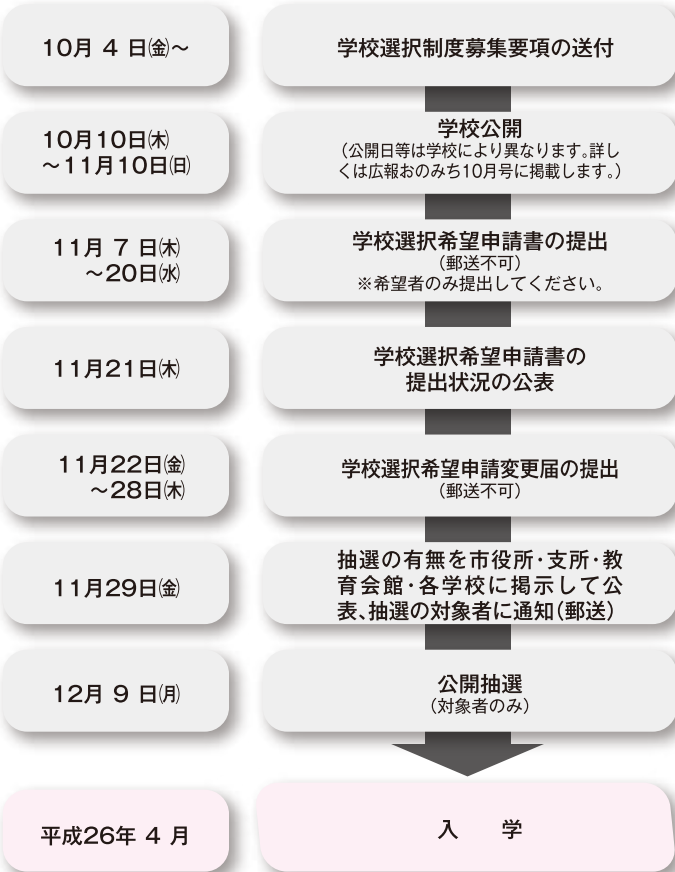 10月 4 日㈮～
学校選択制度募集要項の送付
10月10日㈭
～11月10日㈰
学校公開
（公開日等は学校により異なります。詳し
くは広報おのみち10月号に掲載します。）
11月 7 日㈭
～20日㈬
学校選択希望申請書の提出
（郵送不可）
※希望者のみ提出してください。
11月21日㈭
学校選択希望申請書の
提出状況の公表
11月22日㈮
～28日㈭
学校選択希望申請変更届の提出
（郵送不可）
11月29日㈮
抽選の有無を市役所・支所・教
育会館・各学校に掲示して公
表、抽選の対象者に通知（郵送）
12月 9 日㈪
公開抽選
（対象者のみ）
平成26年 4 月
入　学